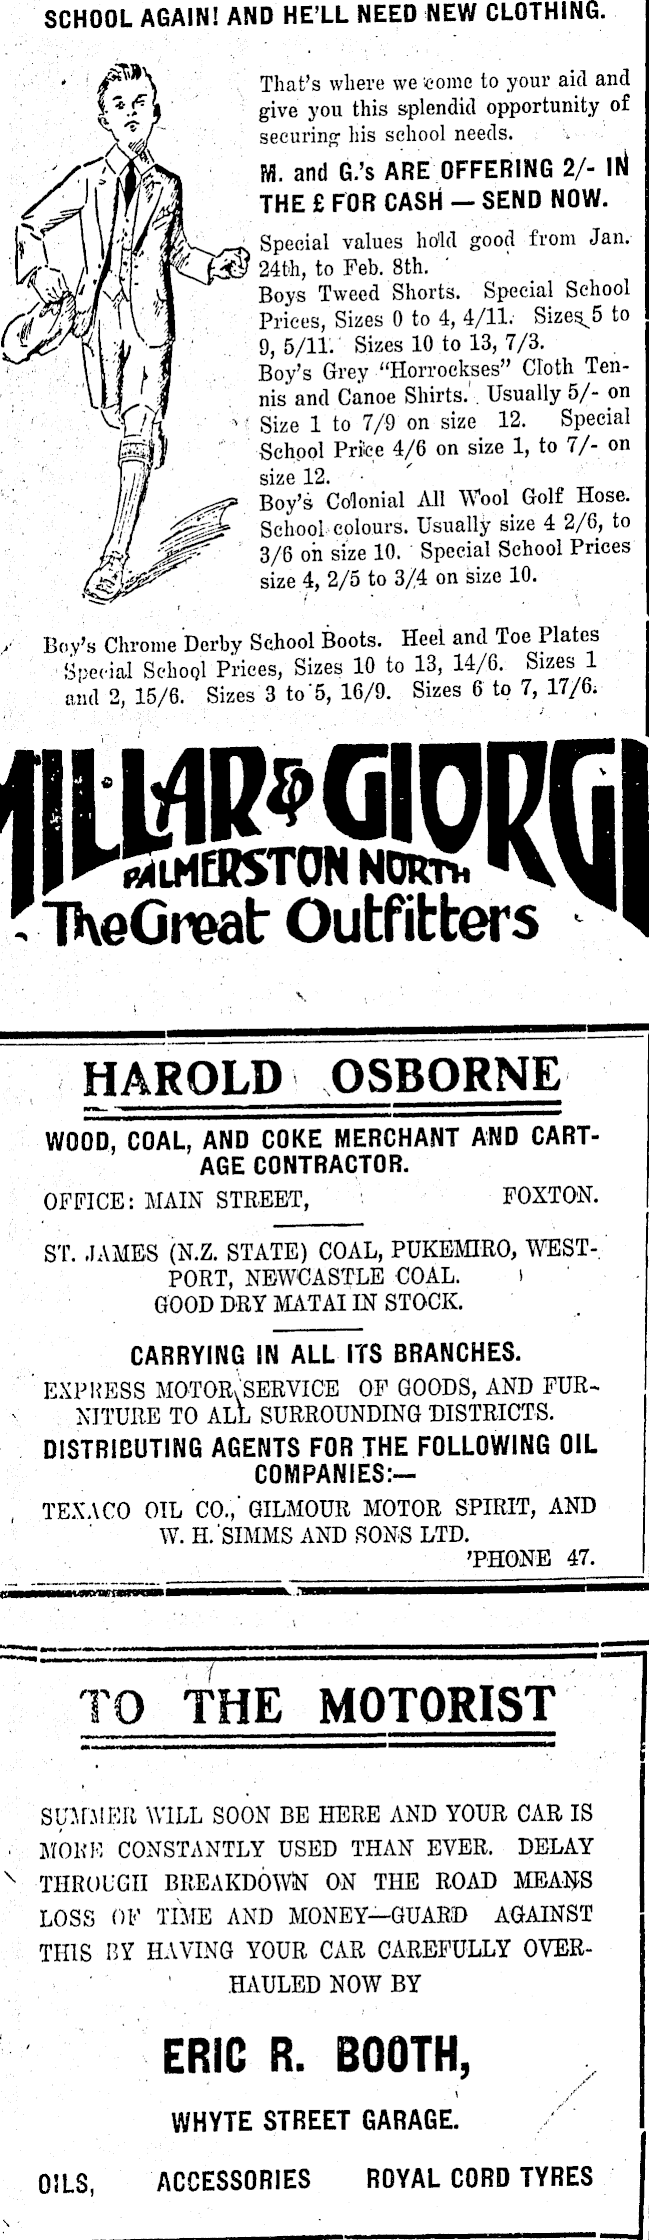 SCHOOL AGAIN! AND HE'LL NEED NEW CLOTHING.
That's where we come to your aid and
give you this splendid opportunity of
securing his school needs.
M. and G.'s ARE OFFERING 2/- IN
THE £ FOR CASH — SEND NOW.
Special values hold good from Jan.
24th, to Feb. 8th.
Boys Tweed Shorts. Special School
Prices, Sizes 0 to 4, 4/11. Sizes 5 to
9, 5/11. Sizes 10 to 13, 7/3.
Boy's Grey "Horrockses" Cloth Ten-
nis and Canoe Shirts. Usually 5/- on
Size 1 to 7/9 on size 12. Special
School Price 4/6 on size 1, to 7/- on
size 12.
Boy's Colonial All Wool Golf Hose.
School colours. Usually size 4 2/6, to
3/6 on size 10. Special School Prices
size 4, 2/5 to 3/4 on size 10.
Boy's Chrome Derby School Boots. Heel and Toe Plates
Special School Prices, Sizes 10 to 13, 14/6. Sizes 1
and 2, 15/6. Sizes 3 to 5, 16/9. Sizes 6 to 7, 17/6.
MILLAR & GIORGI
PALMERSTON NORTH
The Great Outfitters
HAROLD OSBORNE
WOOD, COAL, AND COKE MERCHANT AND CART-
AGE CONTRACTOR.
OFFICE: MAIN STREET, FOXTON.
ST. JAMES (N.Z. STATE) COAL, PUKEMIRO, WEST-
PORT, NEWCASTLE COAL.
GOOD DRY MATAI IN STOCK.
CARRYING IN ALL ITS BRANCHES.
EXPRESS MOTOR SERVICE OF GOODS, AND FUR-
NITURE TO ALL SURROUNDING DISTRICTS.
DISTRIBUTING AGENTS FOR THE FOLLOWING OIL
COMPANIES:—
TEXACO OIL CO., GILMOUR MOTOR SPIRIT, AND
W. H. SIMMS AND SONS LTD.
'PHONE 47.
TO THE MOTORIST
SUMMER WILL SOON BE HERE AND YOUR CAR IS
MORE CONSTANTLY USED THAN EVER. DELAY
THROUGH BREAKDOWN ON THE ROAD MEANS
LOSS OF TIME AND MONEY—GUARD AGAINST
THIS BY HAVING YOUR CAR CAREFULLY OVER-
HAULED NOW BY
ERIC R. BOOTH,
WHYTE STREET GARAGE.
OILS, ACCESSORIES ROYAL CORD TYRES